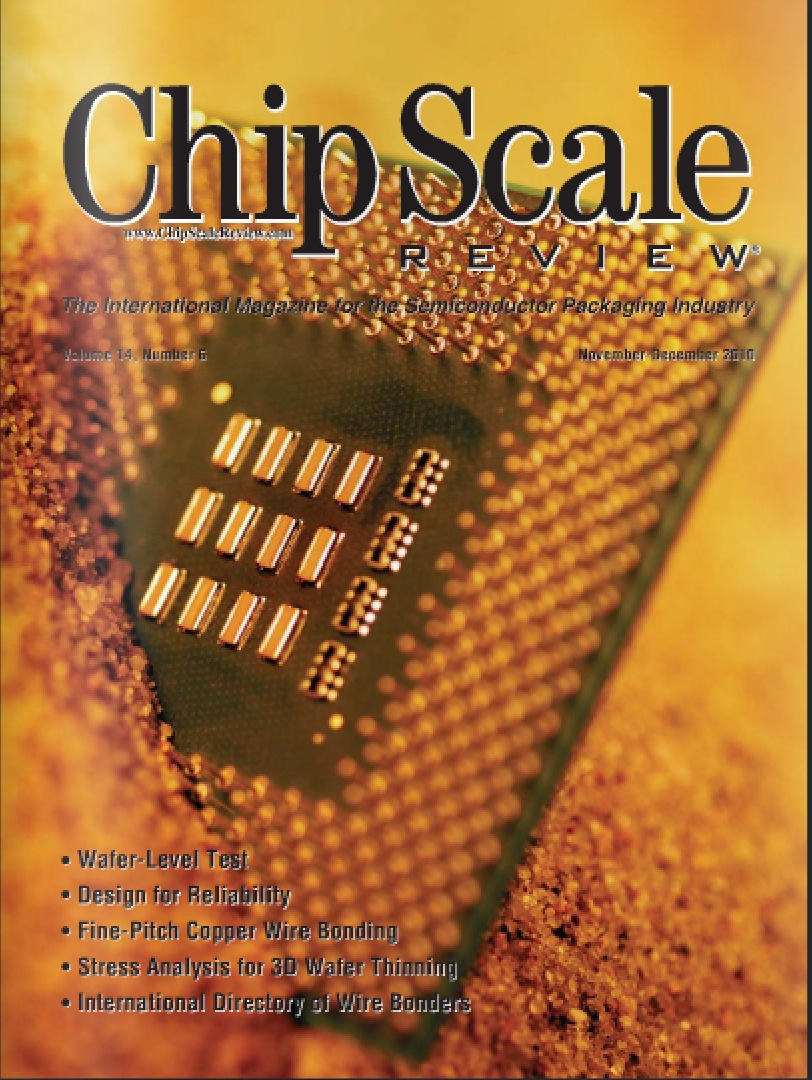 Chip Scale
www.ChipScaleReview.com
REVIEW®
The International Magazine for the Semiconductor Packaging Industry
Volume 14, Number 6
November-December 2010
• Wafer-Level Test
• Design for Reliability
• Fine-Pitch Copper Wire Bonding
• Stress Analysis for 3D Wafer Thinning
• International Directory of Wire Bonders